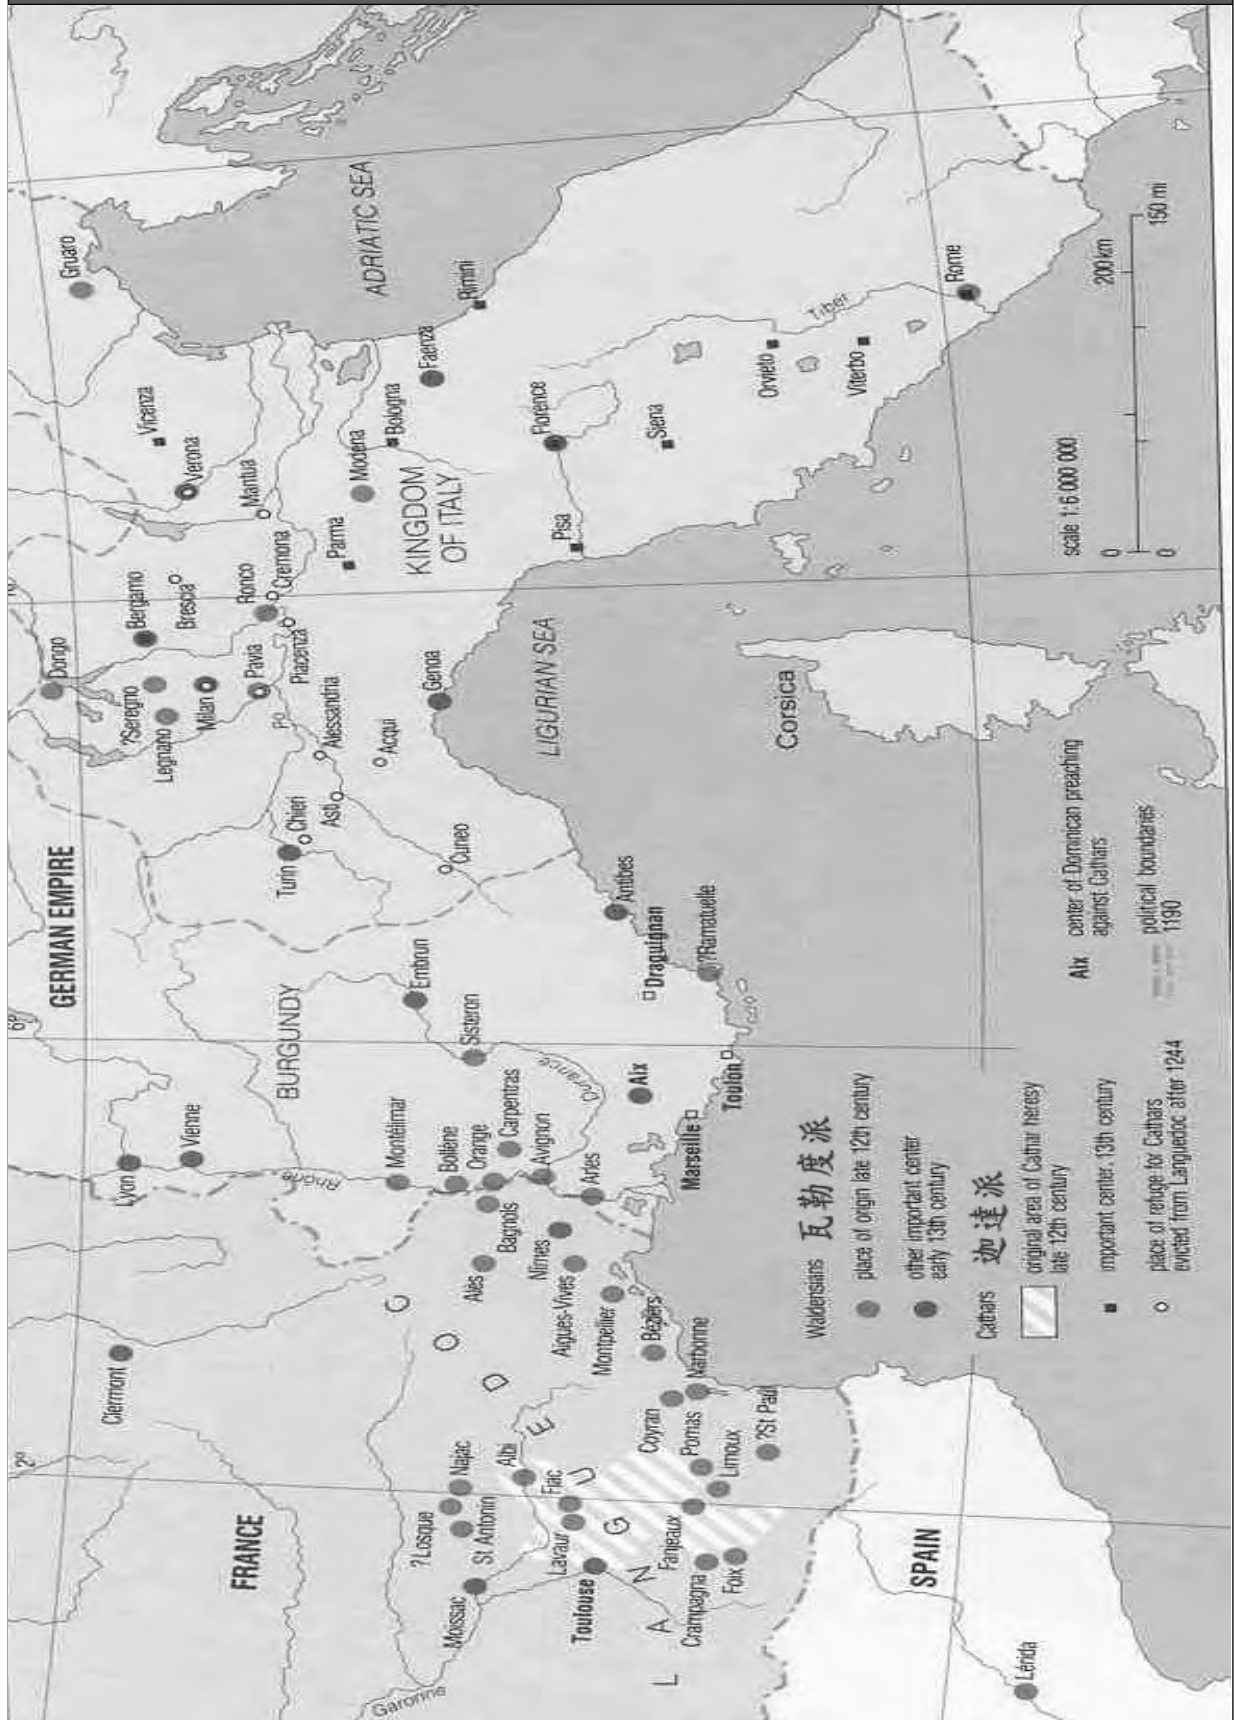 GERMAN EMPIRE
FRANCE
SPAIN
BURGUNDY
KINGDOM
OF ITALY
LANGUEDOC
ADRIATIC SEA
LIGURIAN SEA
Corsica
2°
6°
Garonne
Rhône
Durance
Po
Tiber
Clermont
Lyon
Vienne
Montélimar
Bollène
Orange
Carpentras
Avignon
Bagnols
Alès
Nîmes
Aigues-Vives
Arles
Montpellier
Béziers
Narbonne
Coyran
Pomas
Limoux
?St Paul
Najac
?Losque
St Antonin
Albi
Fiac
Lavaur
Moissac
Toulouse
Fanjeaux
Crampagna
Foix
Lérida
Embrun
Sisteron
Aix
Marseille
Toulon
Draguignan
?Ramatuelle
Antibes
Turin
Chieri
Asti
Cuneo
Acqui
Alessandria
Genoa
Dongo
?Seregno
Legnano
Milan
Pavia
Piacenza
Bergamo
Brescia
Ronco
Cremona
Mantua
Verona
Vicenza
Gruaro
Parma
Modena
Bologna
Faenza
Rimini
Pisa
Florence
Siena
Orvieto
Viterbo
Rome
Waldensians 瓦勒度派
place of origin late 12th century
other important center
early 13th century
Cathars 迦達派
original area of Cathar heresy
late 12th century
important center, 13th century
place of refuge for Cathars
evicted from Languedoc after 1244
Aix center of Dominican preaching
against Cathars
political boundaries
1190
scale 1:6 000 000
0 200km
0 150 mi